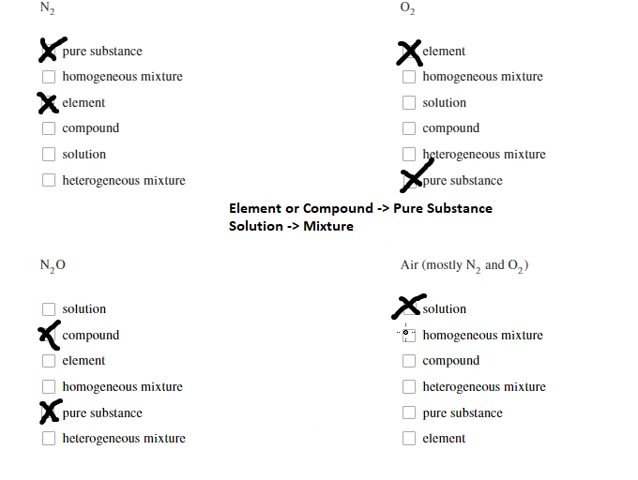 N₂
pure substance
homogeneous mixture
element
compound
solution
heterogeneous mixture
O₂
element
homogeneous mixture
solution
compound
heterogeneous mixture
pure substance
Element or Compound -> Pure Substance
Solution -> Mixture
N₂O
solution
compound
element
homogeneous mixture
pure substance
heterogeneous mixture
Air (mostly N₂ and O₂)
solution
homogeneous mixture
compound
heterogeneous mixture
pure substance
element